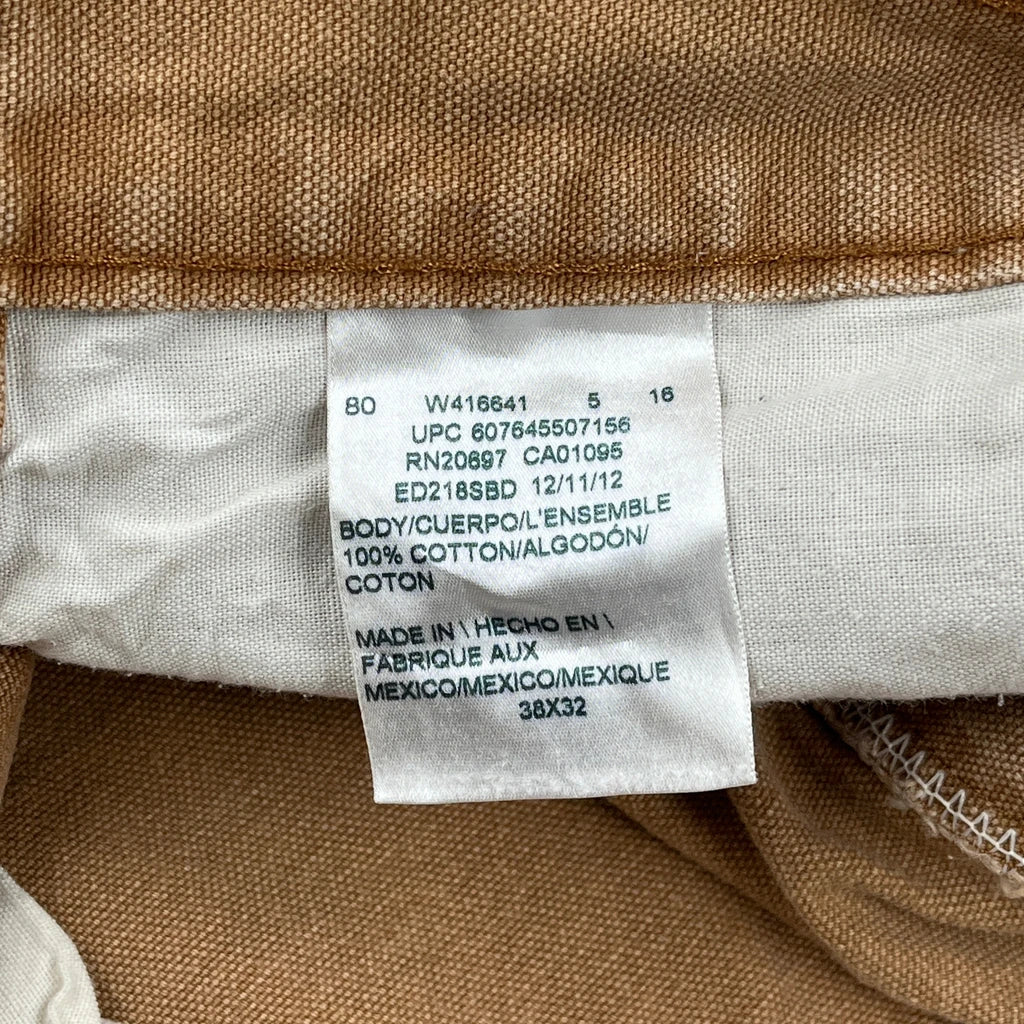 80 W416641 5 16
UPC 607645507156
RN20697 CA01095
ED218SBD 12/11/12
BODY/CUERPO/L'ENSEMBLE
100% COTTON/ALGODÓN/
COTON
MADE IN \ HECHO EN \
FABRIQUE AUX
MEXICO/MEXICO/MEXIQUE
38X32